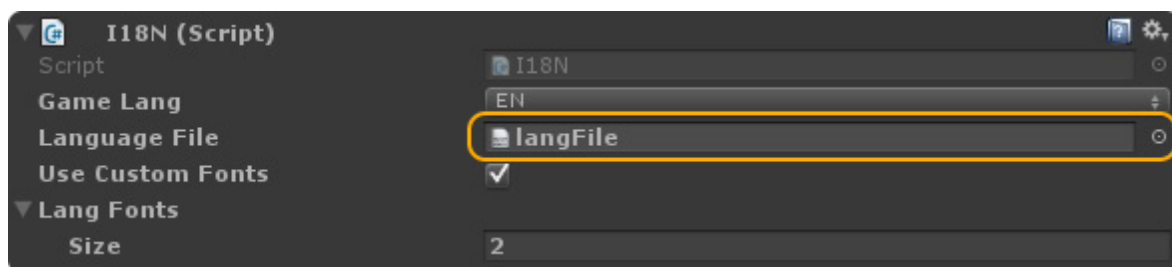 I18N (Script)
Script I18N
Game Lang EN
Language File langFile
Use Custom Fonts
Lang Fonts
Size 2